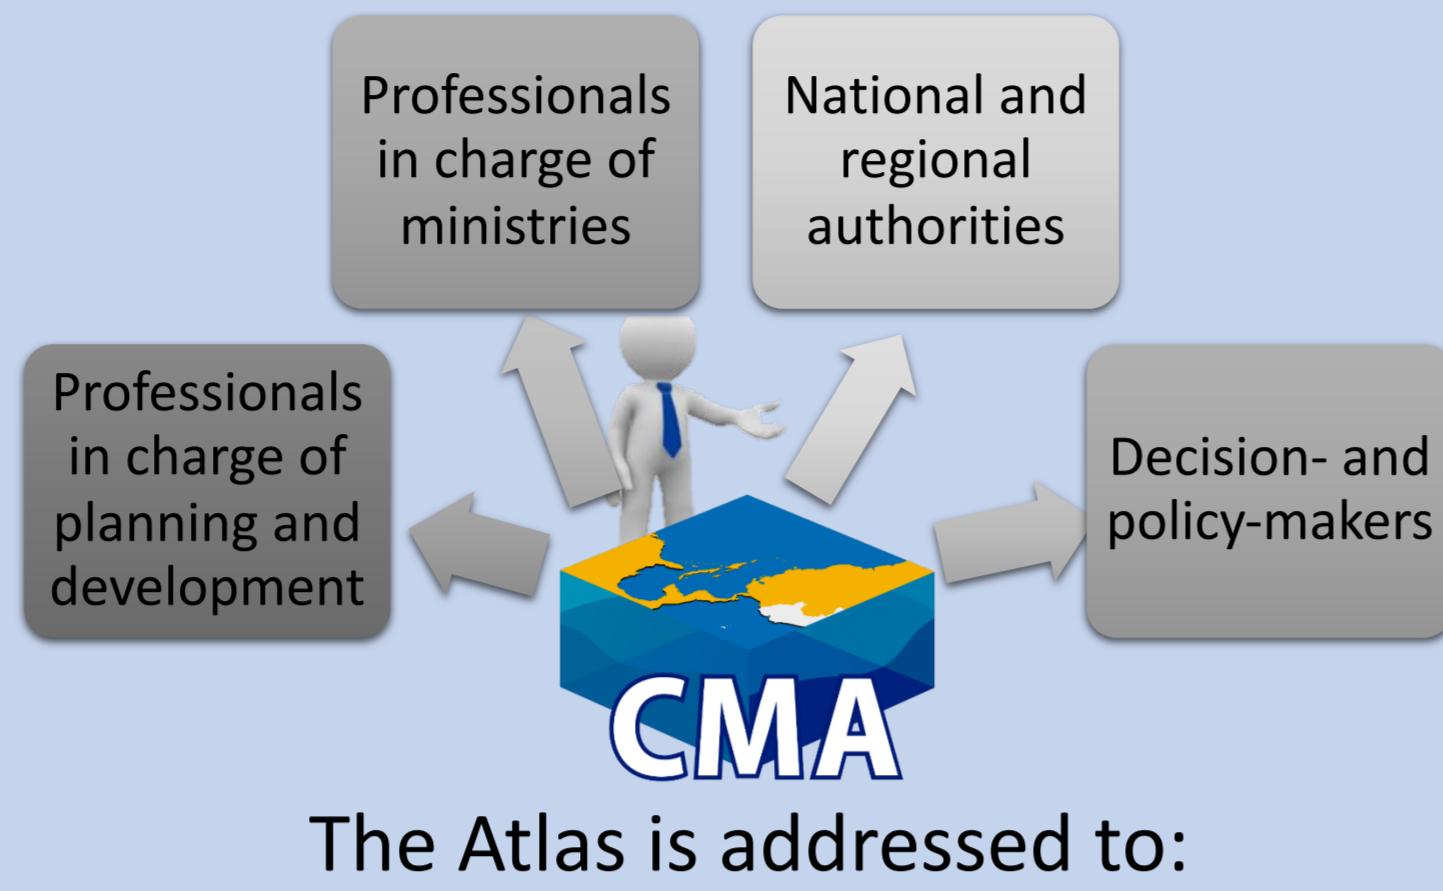 Professionals
in charge of
ministries
National and
regional
authorities
Professionals
in charge of
planning and
development
Decision- and
policy-makers
CMA
The Atlas is addressed to: